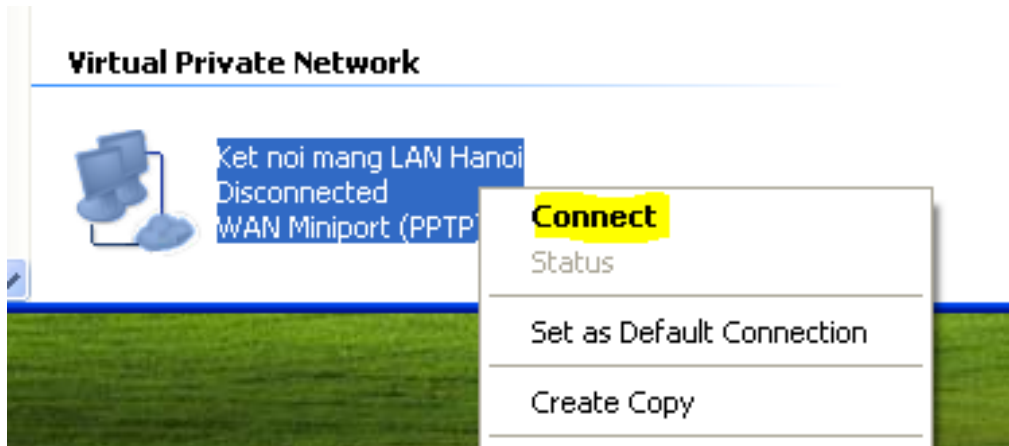 Virtual Private Network
Ket noi mang LAN Hanoi
Disconnected
WAN Miniport (PPTP)
Connect
Status
Set as Default Connection
Create Copy